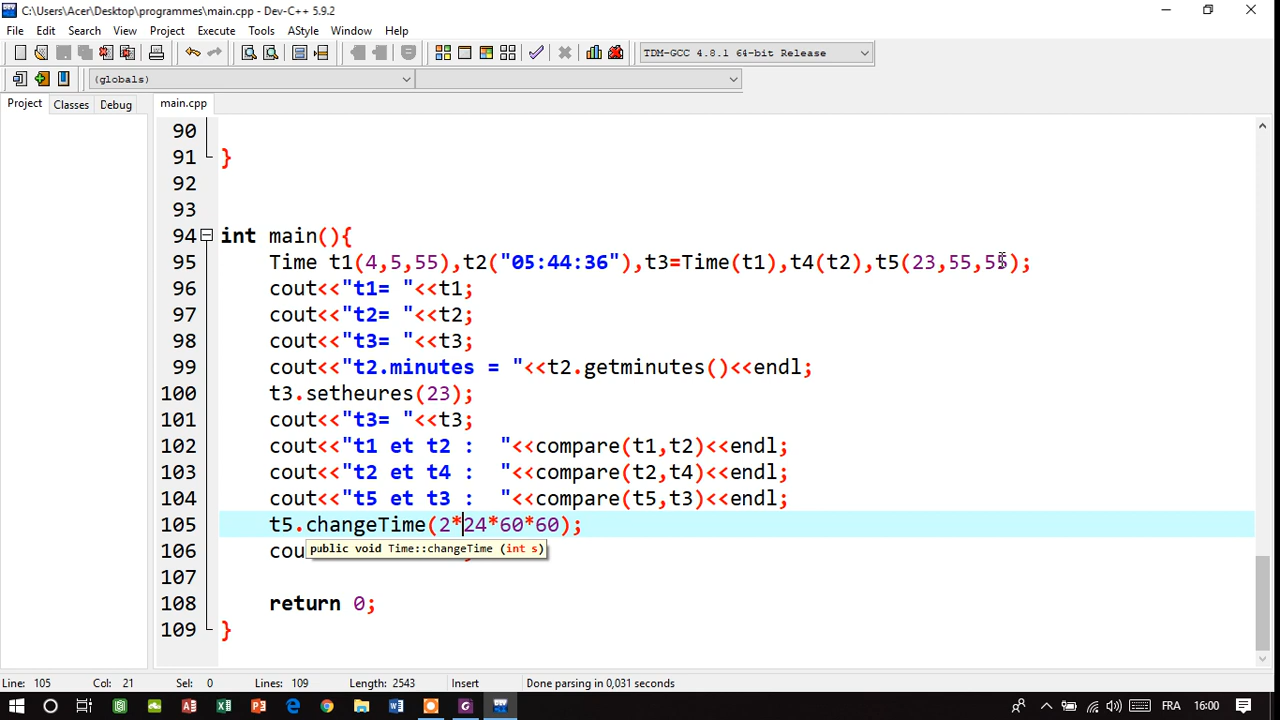 C:\Users\Acer\Desktop\programmes\main.cpp - Dev-C++ 5.9.2
File Edit Search View Project Execute Tools AStyle Window Help
TDM-GCC 4.8.1 64-bit Release
(globals)
Project Classes Debug main.cpp
90
91 }
92
93
94 int main(){
95 Time t1(4,5,55),t2("05:44:36"),t3=Time(t1),t4(t2),t5(23,55,55);
96 cout<<"t1= "<<t1;
97 cout<<"t2= "<<t2;
98 cout<<"t3= "<<t3;
99 cout<<"t2.minutes = "<<t2.getminutes()<<endl;
100 t3.setheures(23);
101 cout<<"t3= "<<t3;
102 cout<<"t1 et t2 :  "<<compare(t1,t2)<<endl;
103 cout<<"t2 et t4 :  "<<compare(t2,t4)<<endl;
104 cout<<"t5 et t3 :  "<<compare(t5,t3)<<endl;
105 t5.changeTime(2*24*60*60);
public void Time::changeTime (int s)
106 cou
107
108 return 0;
109 }
Line: 105 Col: 21 Sel: 0 Lines: 109 Length: 2543 Insert Done parsing in 0,031 seconds
FRA 16:00